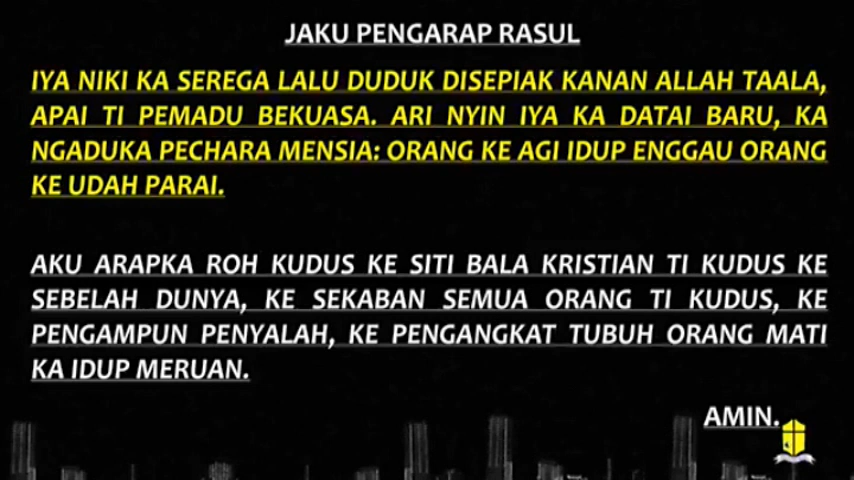 JAKU PENGARAP RASUL
IYA NIKI KA SEREGA LALU DUDUK DISEPIAK KANAN ALLAH TAALA,
APAI TI PEMADU BEKUASA. ARI NYIN IYA KA DATAI BARU, KA
NGADUKA PECHARA MENSIA: ORANG KE AGI IDUP ENGGAU ORANG
KE UDAH PARAI.
AKU ARAPKA ROH KUDUS KE SITI BALA KRISTIAN TI KUDUS KE
SEBELAH DUNYA, KE SEKABAN SEMUA ORANG TI KUDUS, KE
PENGAMPUN PENYALAH, KE PENGANGKAT TUBUH ORANG MATI
KA IDUP MERUAN.
AMIN.